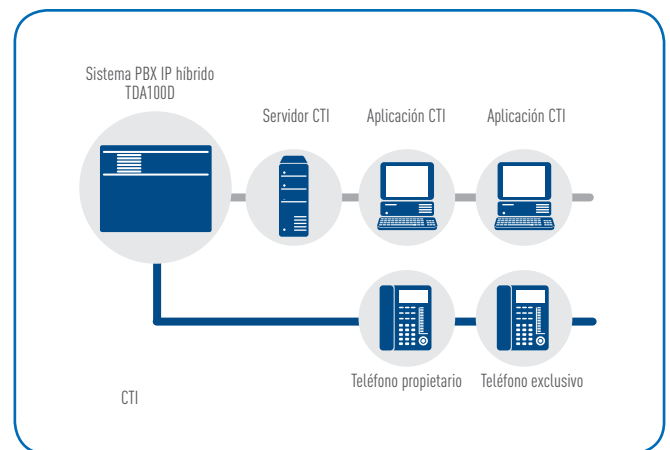 Sistema PBX IP híbrido
TDA100D
Servidor CTI
Aplicación CTI
Aplicación CTI
Teléfono propietario
Teléfono exclusivo
CTI